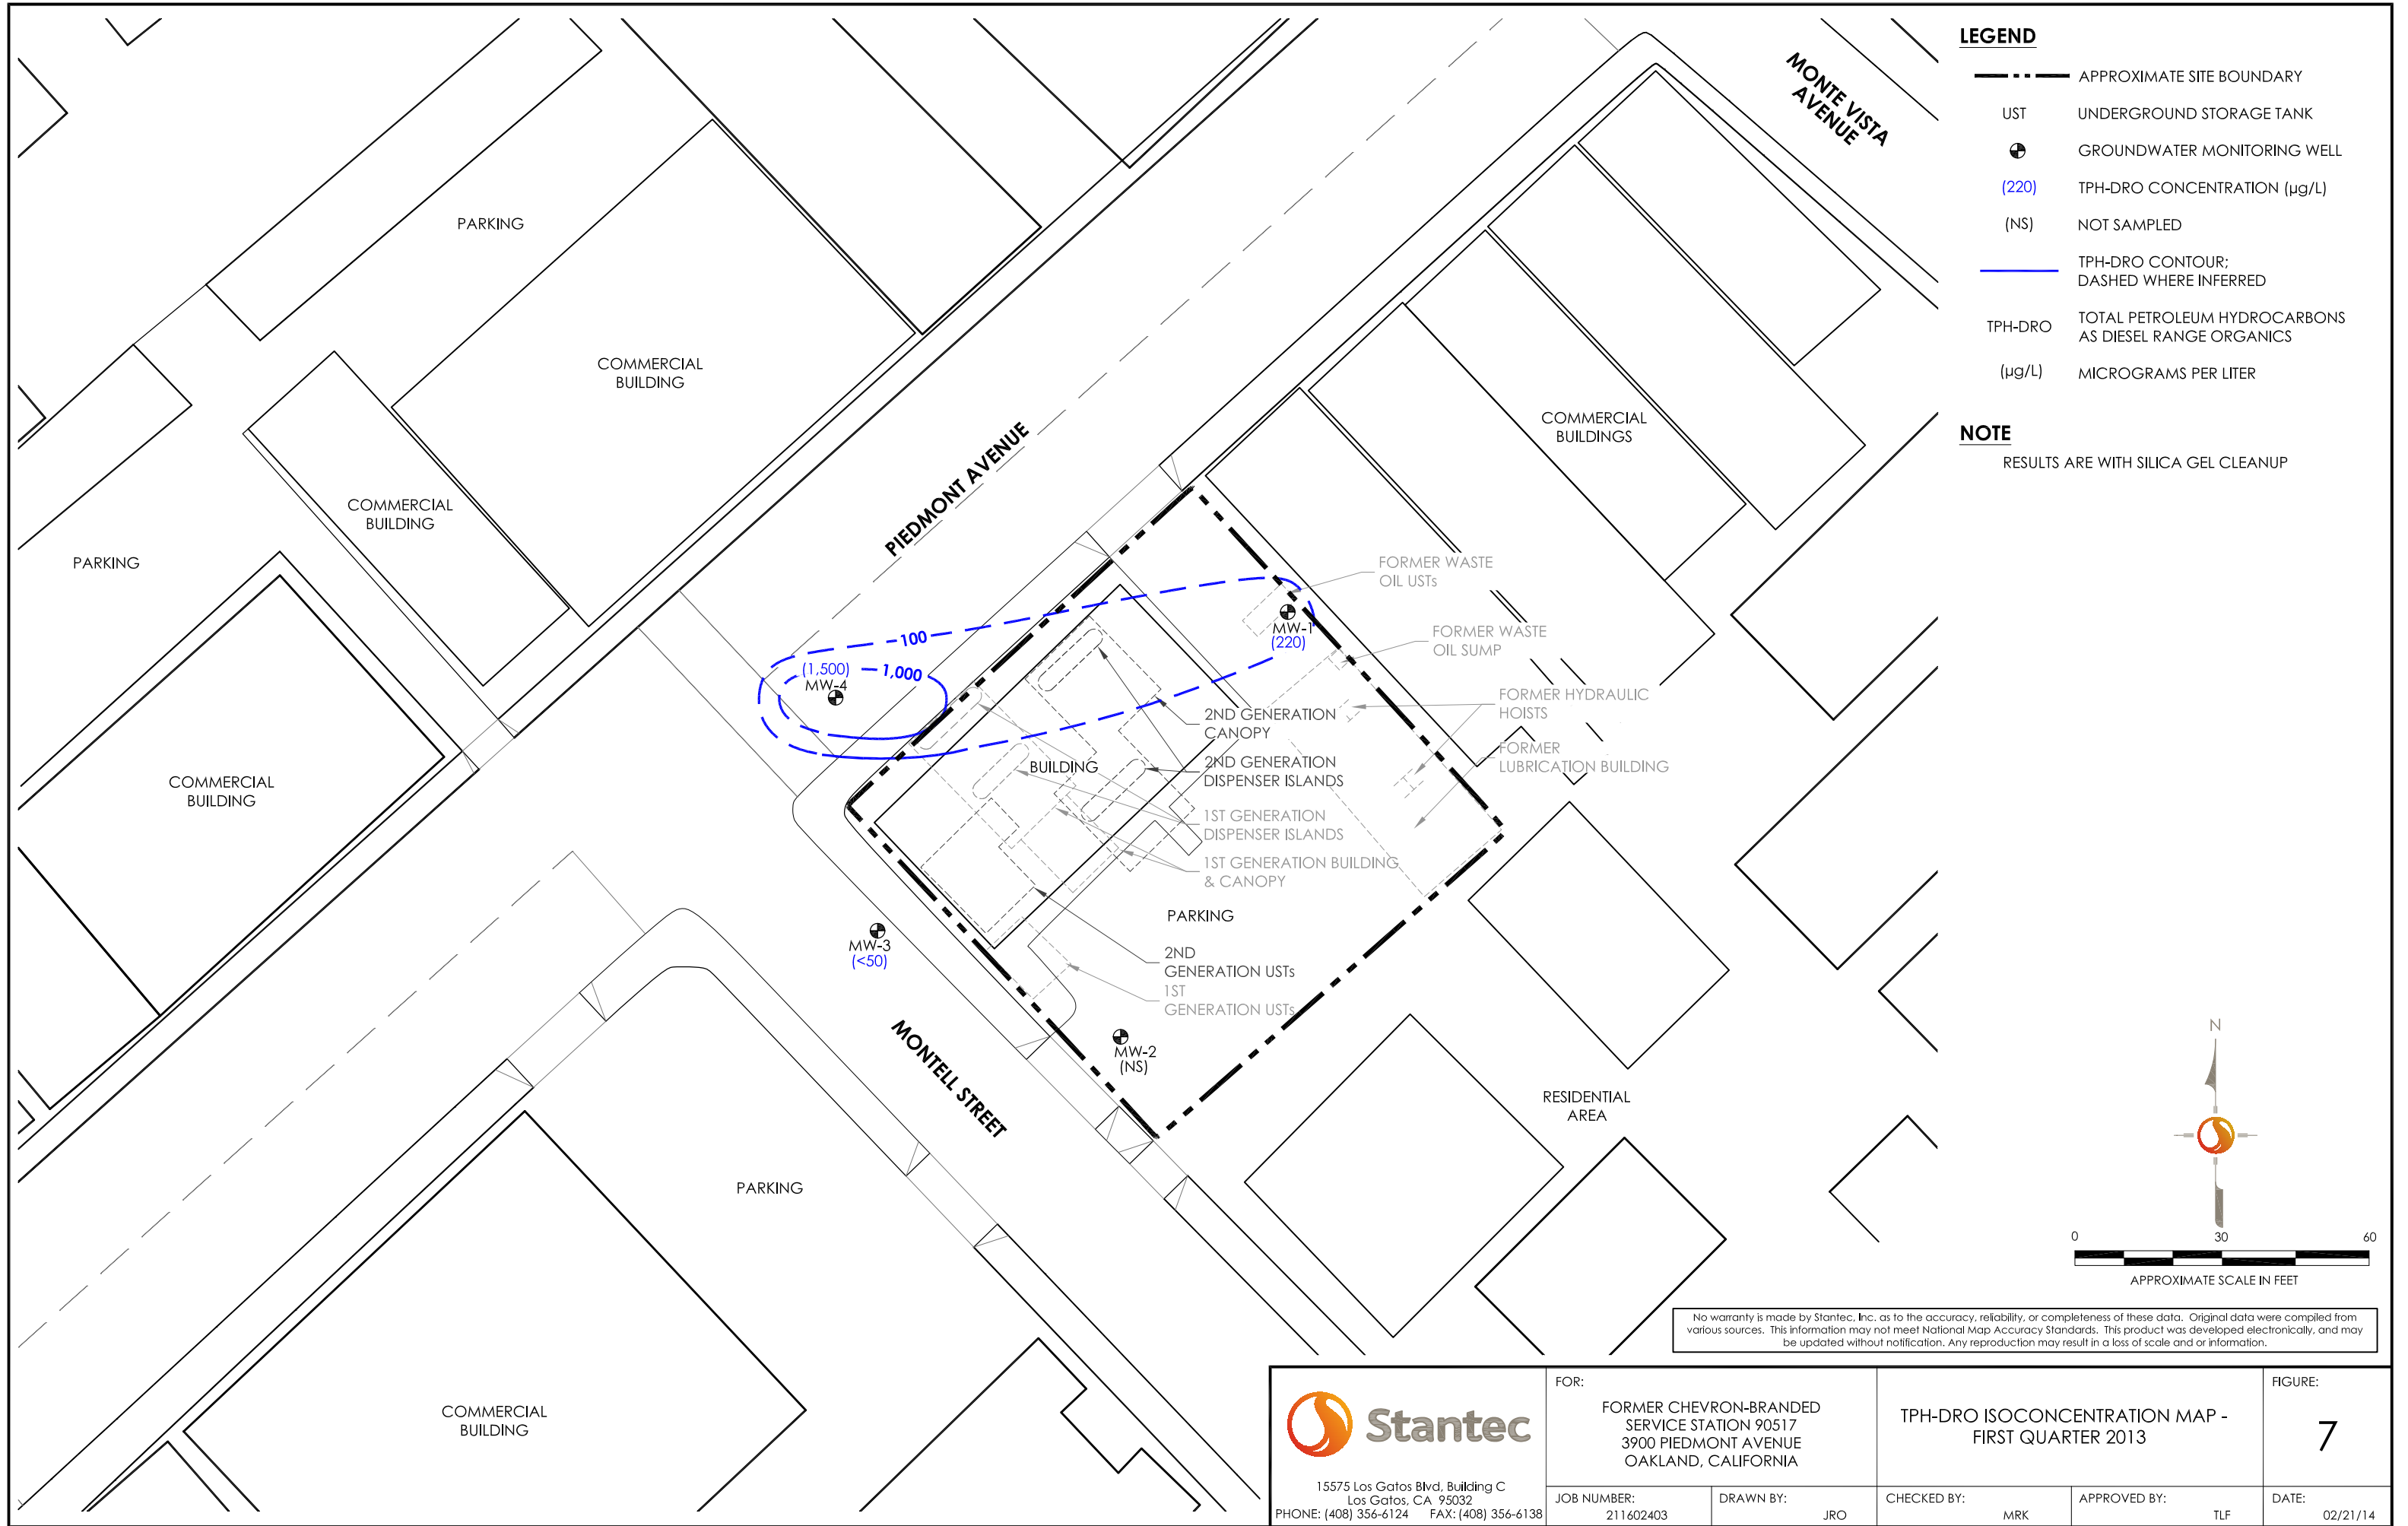 LEGEND
APPROXIMATE SITE BOUNDARY
UST UNDERGROUND STORAGE TANK
GROUNDWATER MONITORING WELL
(220) TPH-DRO CONCENTRATION (µg/L)
(NS) NOT SAMPLED
TPH-DRO CONTOUR;
DASHED WHERE INFERRED
TPH-DRO TOTAL PETROLEUM HYDROCARBONS
AS DIESEL RANGE ORGANICS
(µg/L) MICROGRAMS PER LITER
NOTE
RESULTS ARE WITH SILICA GEL CLEANUP
MONTE VISTA
AVENUE
PARKING
COMMERCIAL
BUILDING
COMMERCIAL
BUILDINGS
PIEDMONT AVENUE
COMMERCIAL
BUILDING
PARKING
FORMER WASTE
OIL USTs
MW-1
(220)
FORMER WASTE
OIL SUMP
100
(1,500)
1,000
MW-4
FORMER HYDRAULIC
HOISTS
2ND GENERATION
CANOPY
FORMER
LUBRICATION BUILDING
BUILDING
2ND GENERATION
DISPENSER ISLANDS
COMMERCIAL
BUILDING
1ST GENERATION
DISPENSER ISLANDS
1ST GENERATION BUILDING
& CANOPY
PARKING
MW-3
(<50)
2ND
GENERATION USTs
1ST
GENERATION USTs
MW-2
(NS)
MONTELL STREET
RESIDENTIAL
AREA
PARKING
COMMERCIAL
BUILDING
N
0 30 60
APPROXIMATE SCALE IN FEET
No warranty is made by Stantec, Inc. as to the accuracy, reliability, or completeness of these data. Original data were compiled from
various sources. This information may not meet National Map Accuracy Standards. This product was developed electronically, and may
be updated without notification. Any reproduction may result in a loss of scale and or information.
Stantec
15575 Los Gatos Blvd, Building C
Los Gatos, CA 95032
PHONE: (408) 356-6124 FAX: (408) 356-6138
FOR:
FORMER CHEVRON-BRANDED
SERVICE STATION 90517
3900 PIEDMONT AVENUE
OAKLAND, CALIFORNIA
TPH-DRO ISOCONCENTRATION MAP -
FIRST QUARTER 2013
FIGURE:
7
JOB NUMBER:
211602403
DRAWN BY:
JRO
CHECKED BY:
MRK
APPROVED BY:
TLF
DATE:
02/21/14